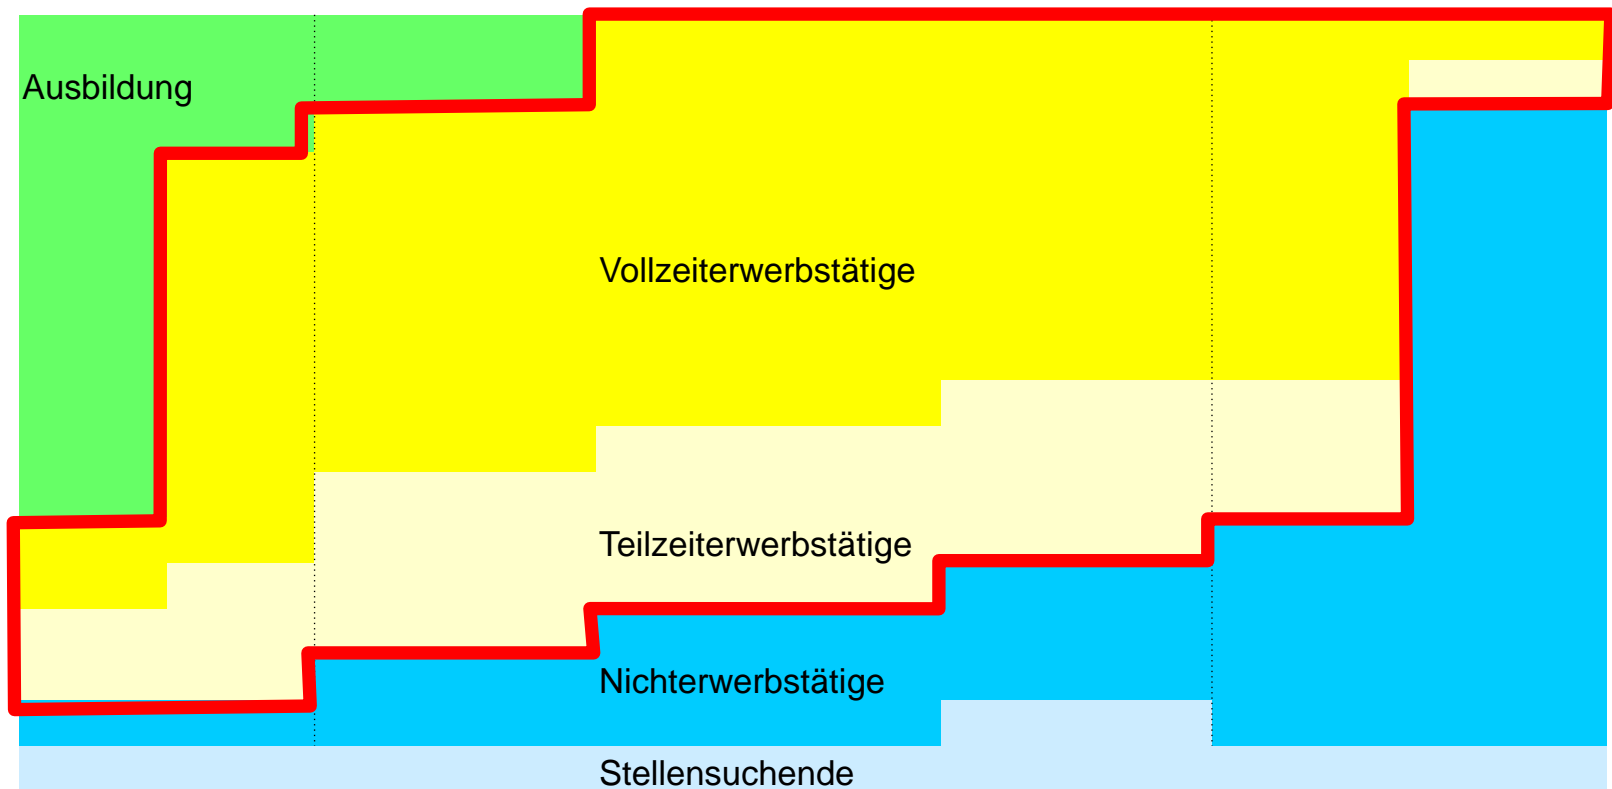 Ausbildung
Vollzeiterwerbstätige
Teilzeiterwerbstätige
Nichterwerbstätige
Stellensuchende